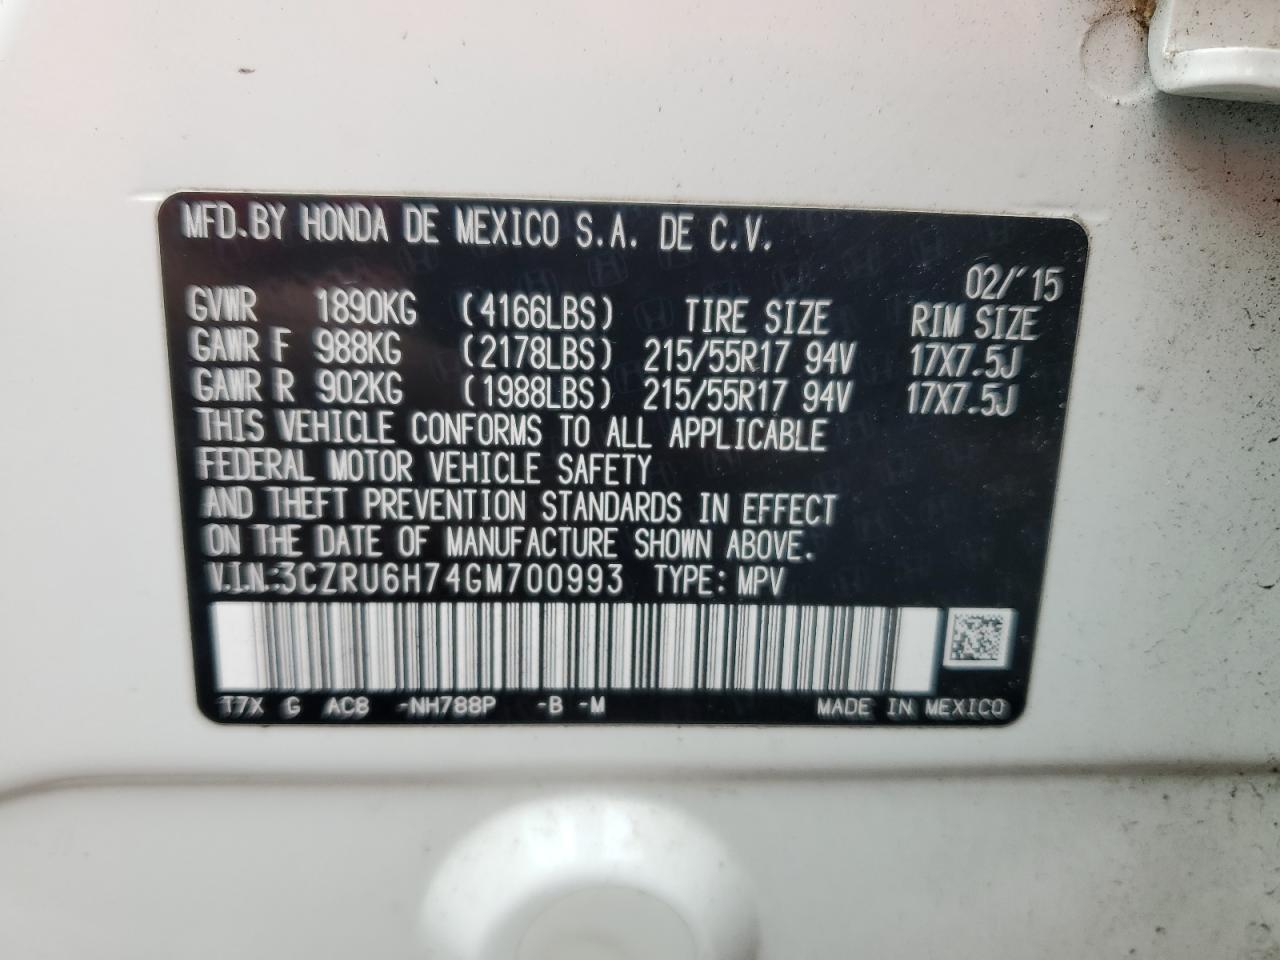 MFD.BY HONDA DE MEXICO S.A. DE C.V.
02/'15
GVWR 1890KG (4166LBS) TIRE SIZE RIM SIZE
GAWR F 988KG (2178LBS) 215/55R17 94V 17X7.5J
GAWR R 902KG (1988LBS) 215/55R17 94V 17X7.5J
THIS VEHICLE CONFORMS TO ALL APPLICABLE
FEDERAL MOTOR VEHICLE SAFETY
AND THEFT PREVENTION STANDARDS IN EFFECT
ON THE DATE OF MANUFACTURE SHOWN ABOVE.
V.I.N.:3CZRU6H74GM700993 TYPE: MPV
T7X G AC8 -NH788P -B -M MADE IN MEXICO